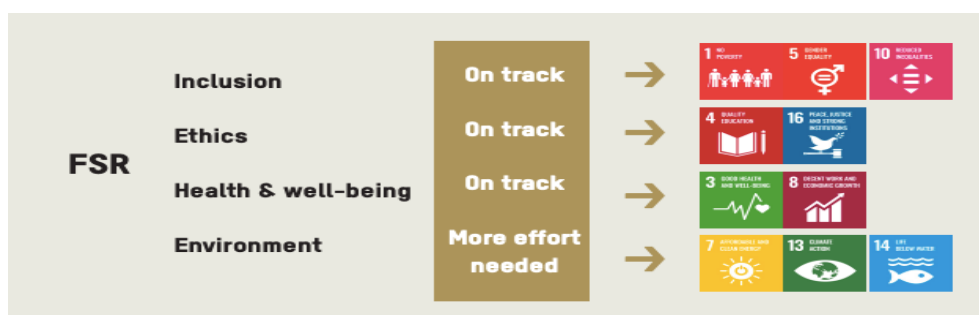 FSR
Inclusion
On track
1 NO POVERTY
5 GENDER EQUALITY
10 REDUCED INEQUALITIES
Ethics
On track
4 QUALITY EDUCATION
16 PEACE, JUSTICE AND STRONG INSTITUTIONS
Health & well-being
On track
3 GOOD HEALTH AND WELL-BEING
8 DECENT WORK AND ECONOMIC GROWTH
Environment
More effort
needed
7 AFFORDABLE AND CLEAN ENERGY
13 CLIMATE ACTION
14 LIFE BELOW WATER